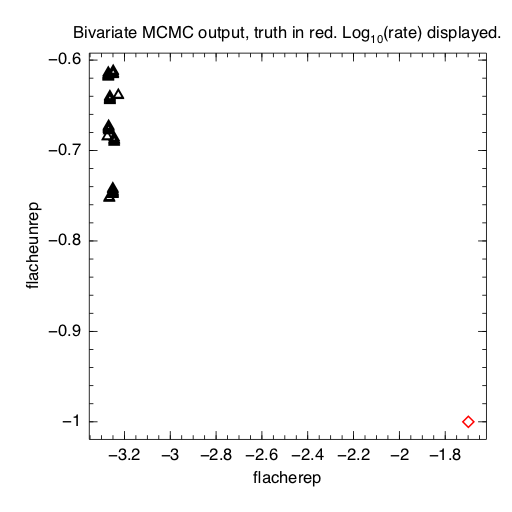 Bivariate MCMC output, truth in red. Log₁₀(rate) displayed.
−0.6
−0.7
−0.8
−0.9
−1
flacheunrep
−3.2 −3 −2.8 −2.6 −2.4 −2.2 −2 −1.8
flacherep